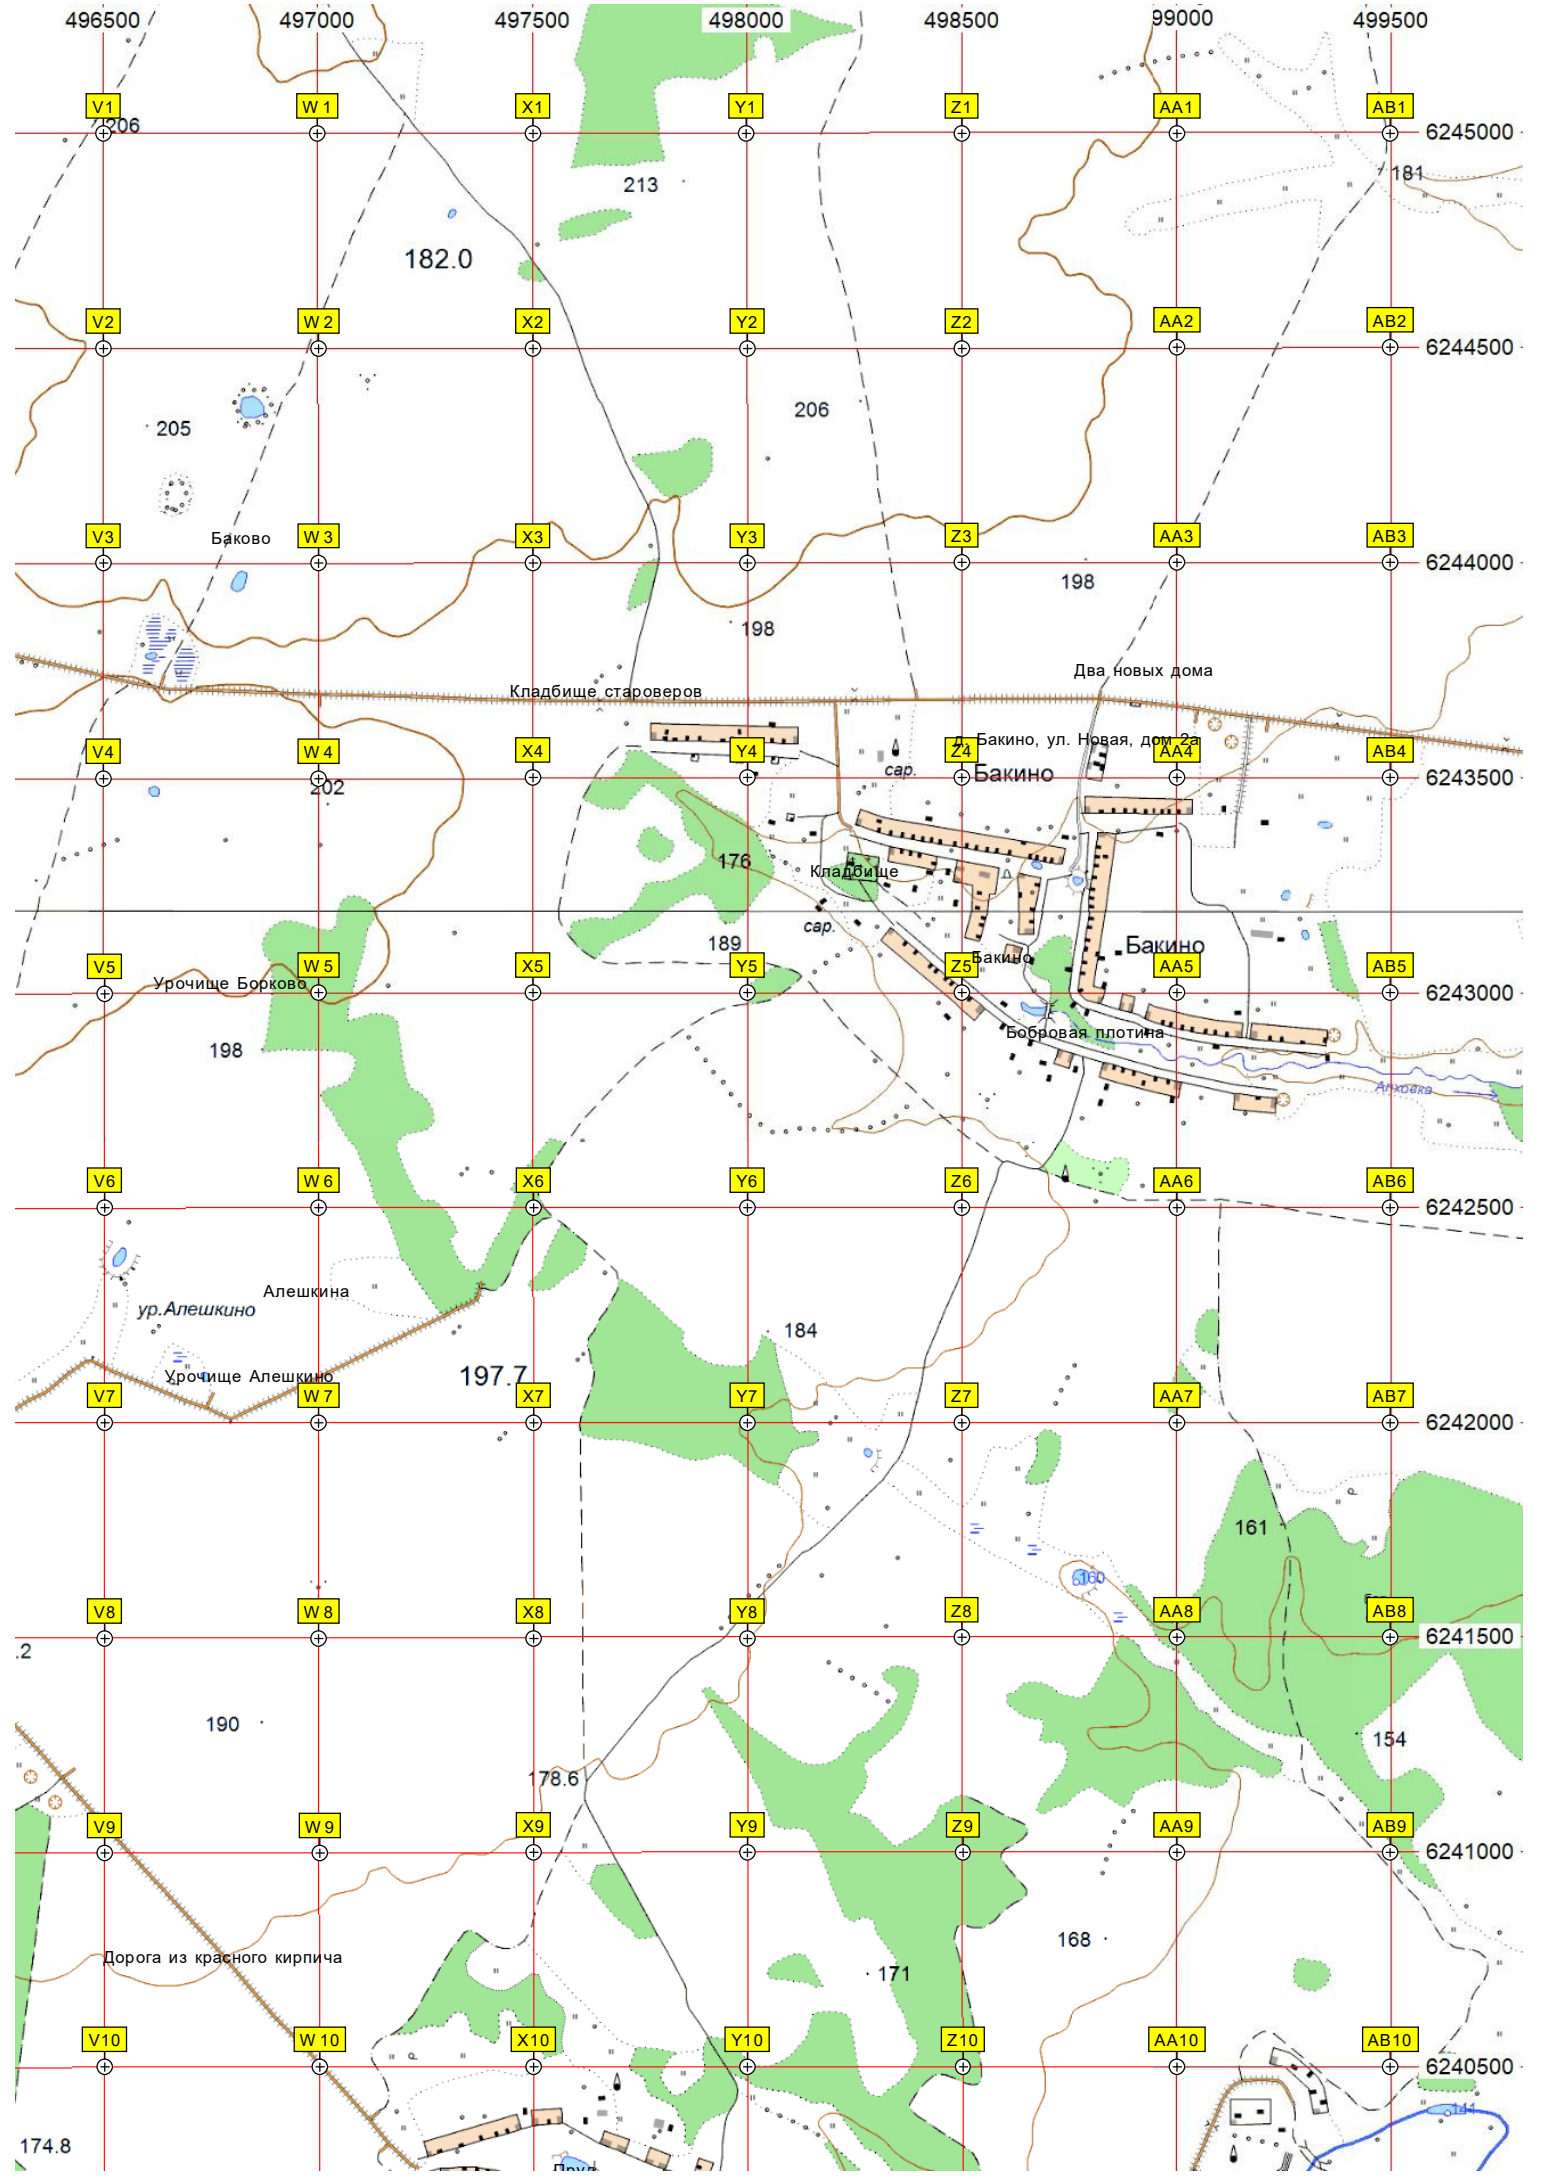 496500 497000 497500 498000 498500 99000 499500
V1 W1 X1 Y1 Z1 AA1 AB1
206
6245000
213
181
182.0
V2 W2 X2 Y2 Z2 AA2 AB2
6244500
206
205
V3 W3 X3 Y3 Z3 AA3 AB3
Баково
6244000
198
198
Два новых дома
Кладбище староверов
д. Бакино, ул. Новая, дом 2а
V4 W4 X4 Y4 Z4 AA4 AB4
сар.
Бакино
6243500
202
176
Кладбище
сар.
189
Бакино
Бакино
V5 W5 X5 Y5 Z5 AA5 AB5
Урочище Борково
6243000
Бобровая плотина
198
V6 W6 X6 Y6 Z6 AA6 AB6
6242500
Алешкина
ур.Алешкино
184
Урочище Алешкино
197.7
V7 W7 X7 Y7 Z7 AA7 AB7
6242000
161
160
V8 W8 X8 Y8 Z8 AA8 AB8
6241500
.2
190
154
178.6
V9 W9 X9 Y9 Z9 AA9 AB9
6241000
168
Дорога из красного кирпича
171
V10 W10 X10 Y10 Z10 AA10 AB10
6240500
141
174.8
Пруд